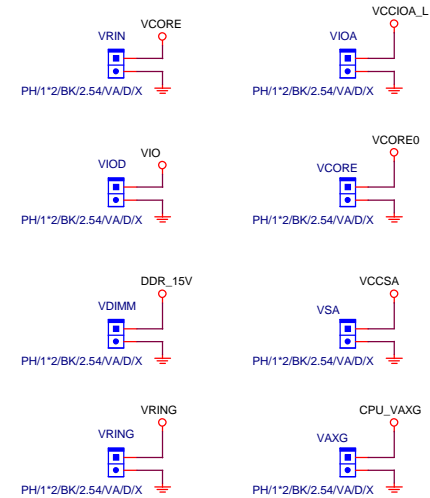 VCORE
VRIN
PH/1*2/BK/2.54/VA/D/X
VCCIOA_L
VIOA
PH/1*2/BK/2.54/VA/D/X
VIO
VIOD
PH/1*2/BK/2.54/VA/D/X
VCORE0
VCORE
PH/1*2/BK/2.54/VA/D/X
DDR_15V
VDIMM
PH/1*2/BK/2.54/VA/D/X
VCCSA
VSA
PH/1*2/BK/2.54/VA/D/X
VRING
VRING
PH/1*2/BK/2.54/VA/D/X
CPU_VAXG
VAXG
PH/1*2/BK/2.54/VA/D/X